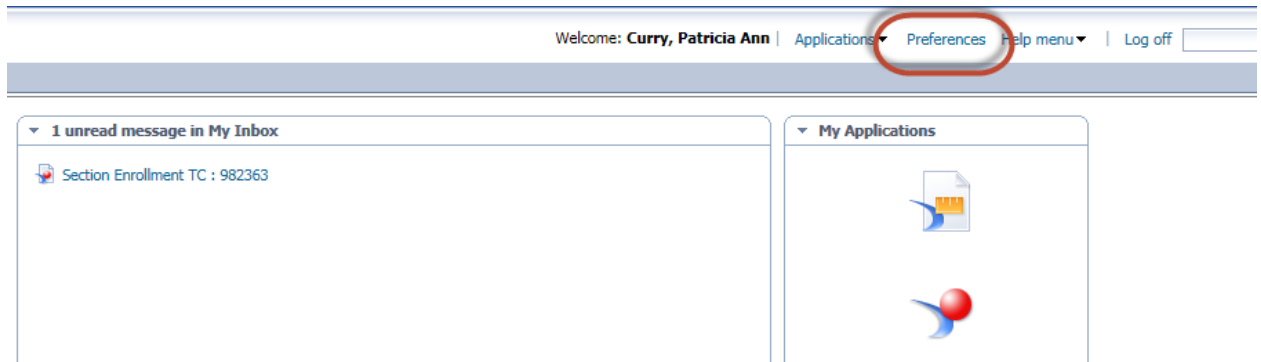 Welcome: Curry, Patricia Ann | Applications Preferences Help menu | Log off
1 unread message in My Inbox
My Applications
Section Enrollment TC : 982363